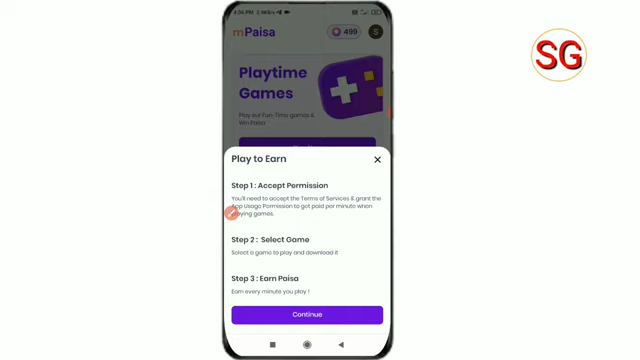 4:04 PM
mPaisa
499
S
SG
Playtime
Games
Play our Fun-Time games &
Win Paisa
Play to Earn
Step 1 : Accept Permission
You'll need to accept the Terms of Services & grant the
App Usage Permission to get paid per minute when
playing games.
Step 2 : Select Game
Select a game to play and download it
Step 3 : Earn Paisa
Earn every minute you play !
Continue